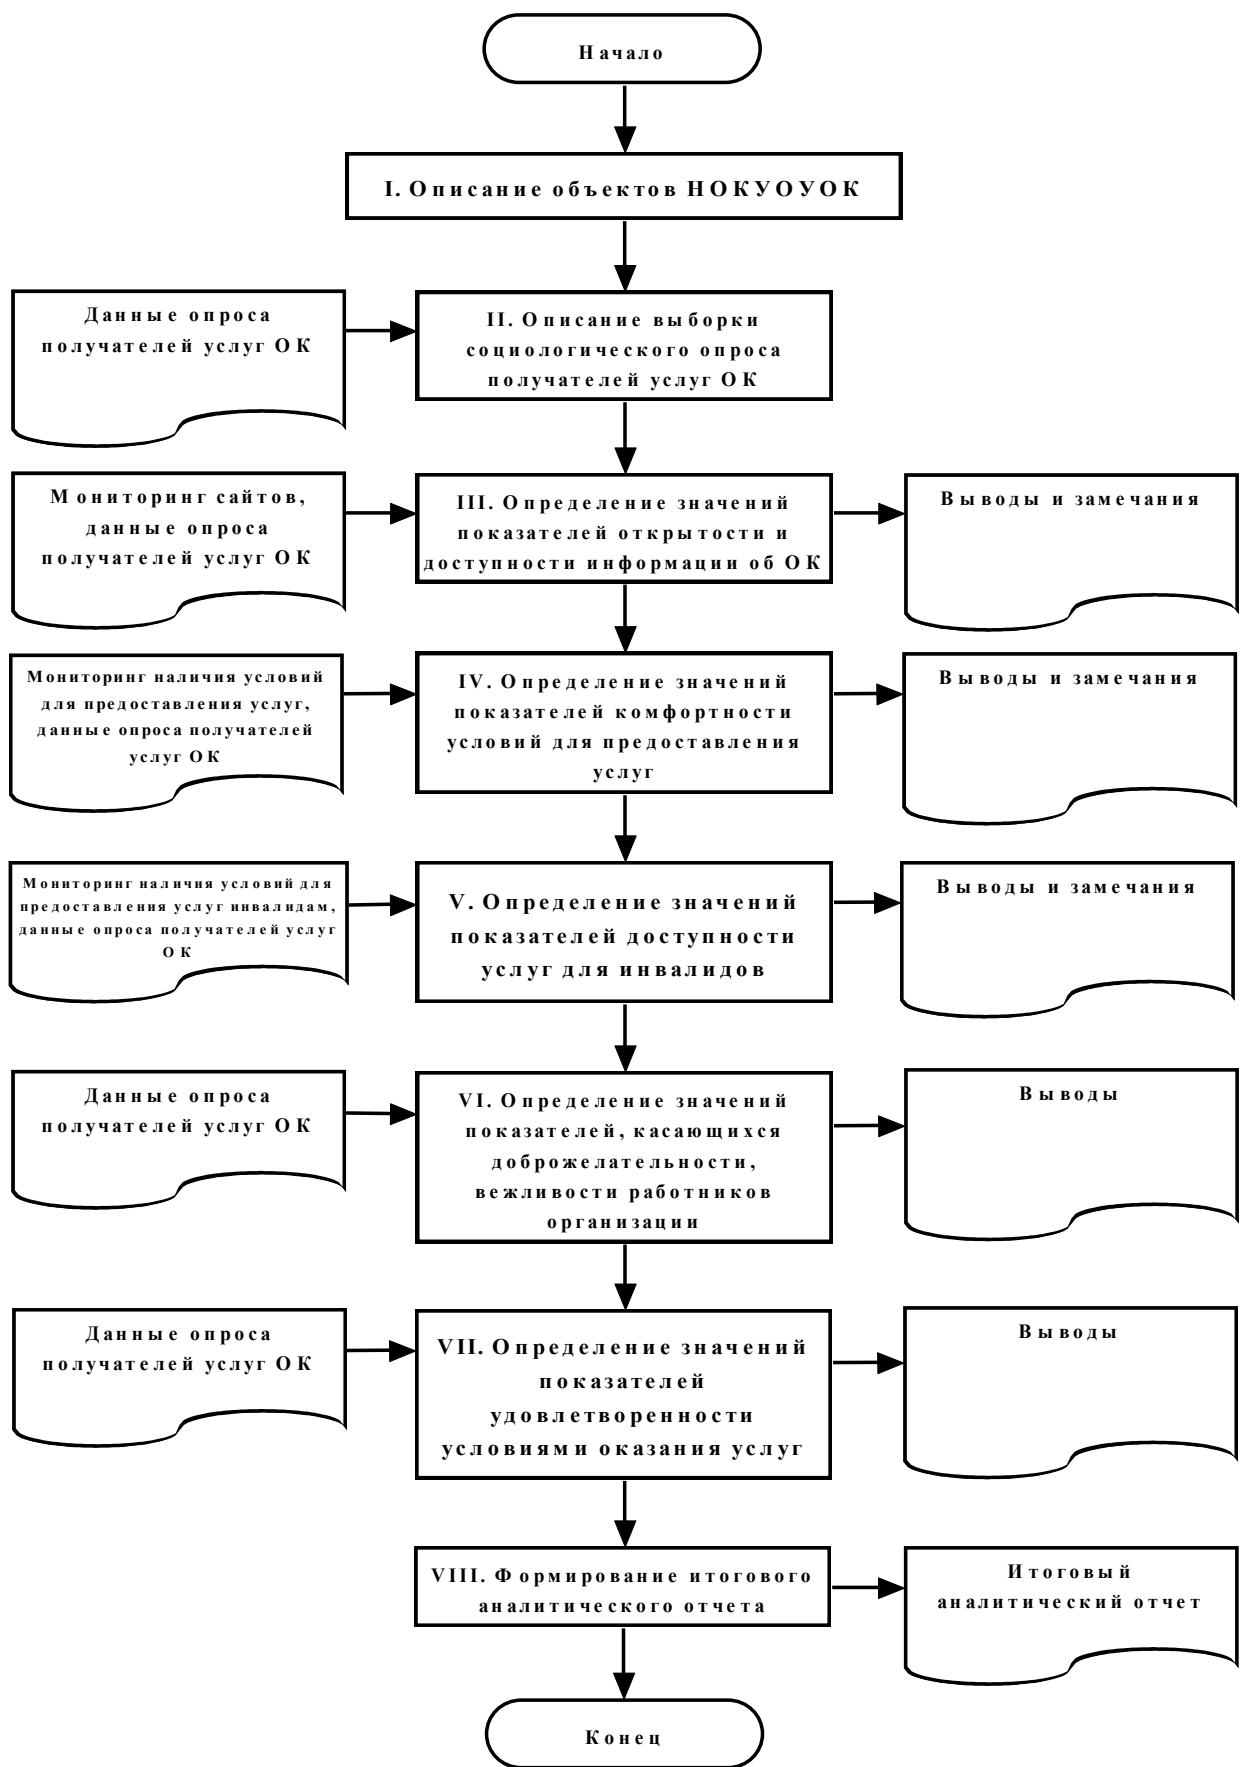 Начало
I. Описание объектов НОКУОУОК
Данные опроса
получателей услуг ОК
II. Описание выборки
социологического опроса
получателей услуг ОК
Мониторинг сайтов,
данные опроса
получателей услуг ОК
III. Определение значений
показателей открытости и
доступности информации об ОК
Выводы и замечания
Мониторинг наличия условий
для предоставления услуг,
данные опроса получателей
услуг ОК
IV. Определение значений
показателей комфортности
условий для предоставления
услуг
Выводы и замечания
Мониторинг наличия условий для
предоставления услуг инвалидам,
данные опроса получателей услуг
ОК
V. Определение значений
показателей доступности
услуг для инвалидов
Выводы и замечания
Данные опроса
получателей услуг ОК
VI. Определение значений
показателей, касающихся
доброжелательности,
вежливости работников
организации
Выводы
Данные опроса
получателей услуг ОК
VII. Определение значений
показателей
удовлетворенности
условиями оказания услуг
Выводы
VIII. Формирование итогового
аналитического отчета
Итоговый
аналитический отчет
Конец